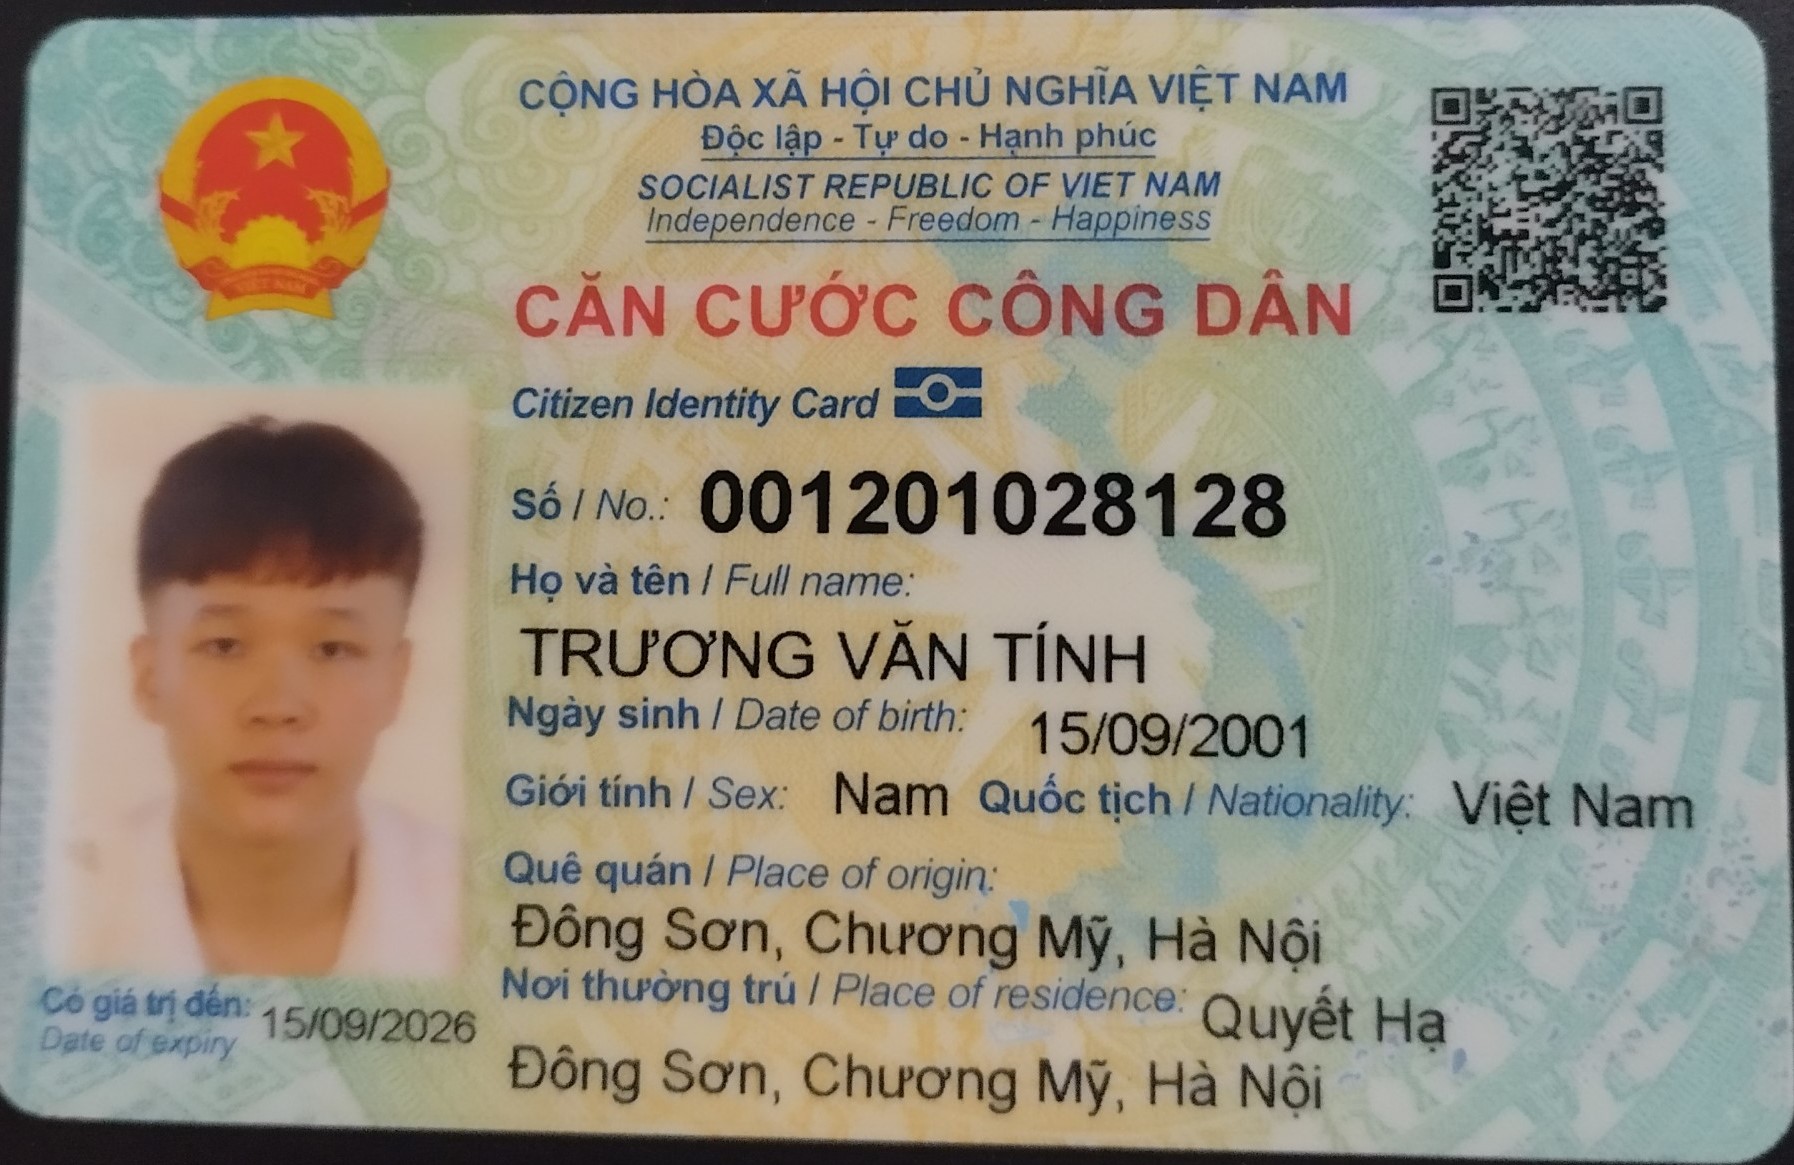 CỘNG HÒA XÃ HỘI CHỦ NGHĨA VIỆT NAM
Độc lập - Tự do - Hạnh phúc
SOCIALIST REPUBLIC OF VIET NAM
Independence - Freedom - Happiness
CĂN CƯỚC CÔNG DÂN
Citizen Identity Card
Số / No.: 001201028128
Họ và tên / Full name:
TRƯƠNG VĂN TÍNH
Ngày sinh / Date of birth: 15/09/2001
Giới tính / Sex: Nam Quốc tịch / Nationality: Việt Nam
Quê quán / Place of origin:
Đông Sơn, Chương Mỹ, Hà Nội
Nơi thường trú / Place of residence: Quyết Hạ
Đông Sơn, Chương Mỹ, Hà Nội
Có giá trị đến: 15/09/2026
Date of expiry
VIỆT NAM